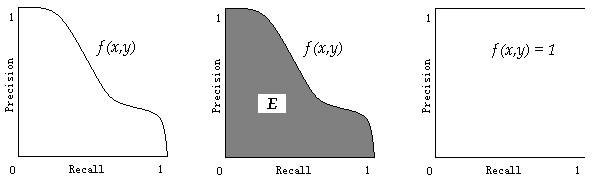 1
f(x,y)
Precision
0
Recall
1
1
f(x,y)
E
Precision
0
Recall
1
1
f(x,y) = 1
Precision
0
Recall
1